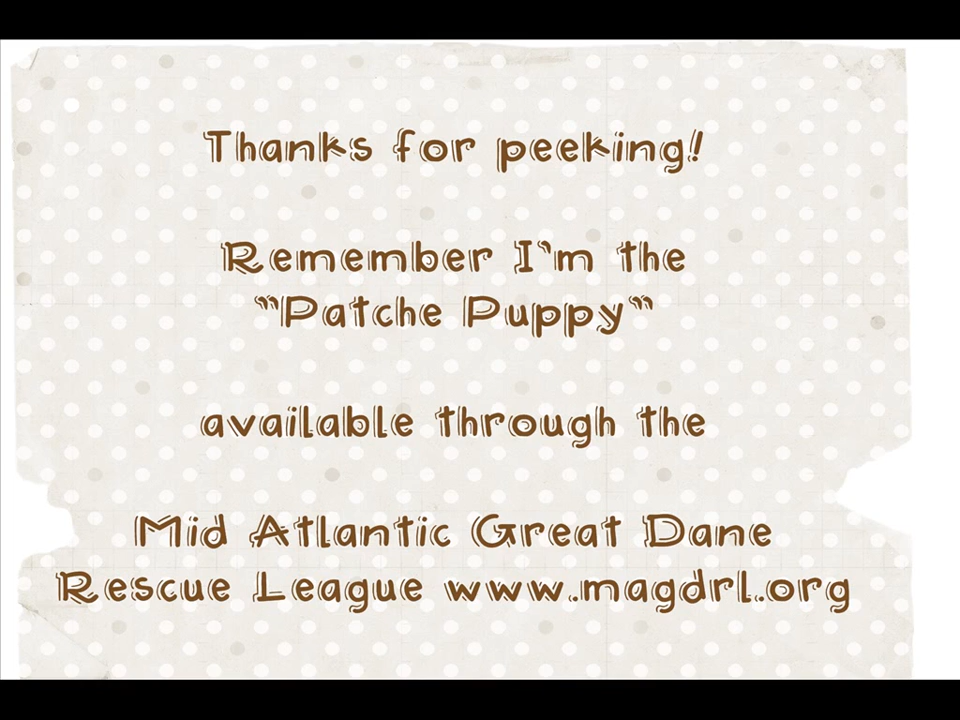 Thanks for peeking!
Remember I'm the
"Patche Puppy"
available through the
Mid Atlantic Great Dane
Rescue League www.magdrl.org